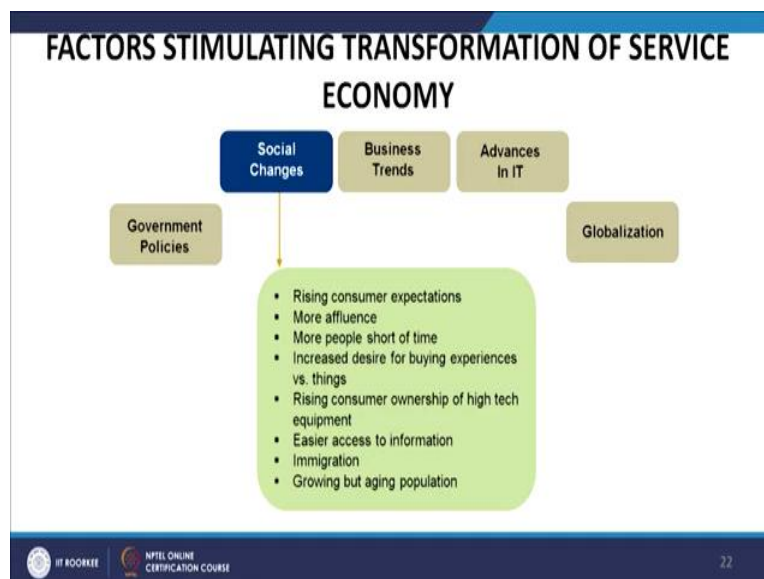 FACTORS STIMULATING TRANSFORMATION OF SERVICE
ECONOMY
Social
Changes
Business
Trends
Advances
In IT
Government
Policies
Globalization
• Rising consumer expectations
• More affluence
• More people short of time
• Increased desire for buying experiences
vs. things
• Rising consumer ownership of high tech
equipment
• Easier access to information
• Immigration
• Growing but aging population
IIT ROORKEE
NPTEL ONLINE
CERTIFICATION COURSE
22